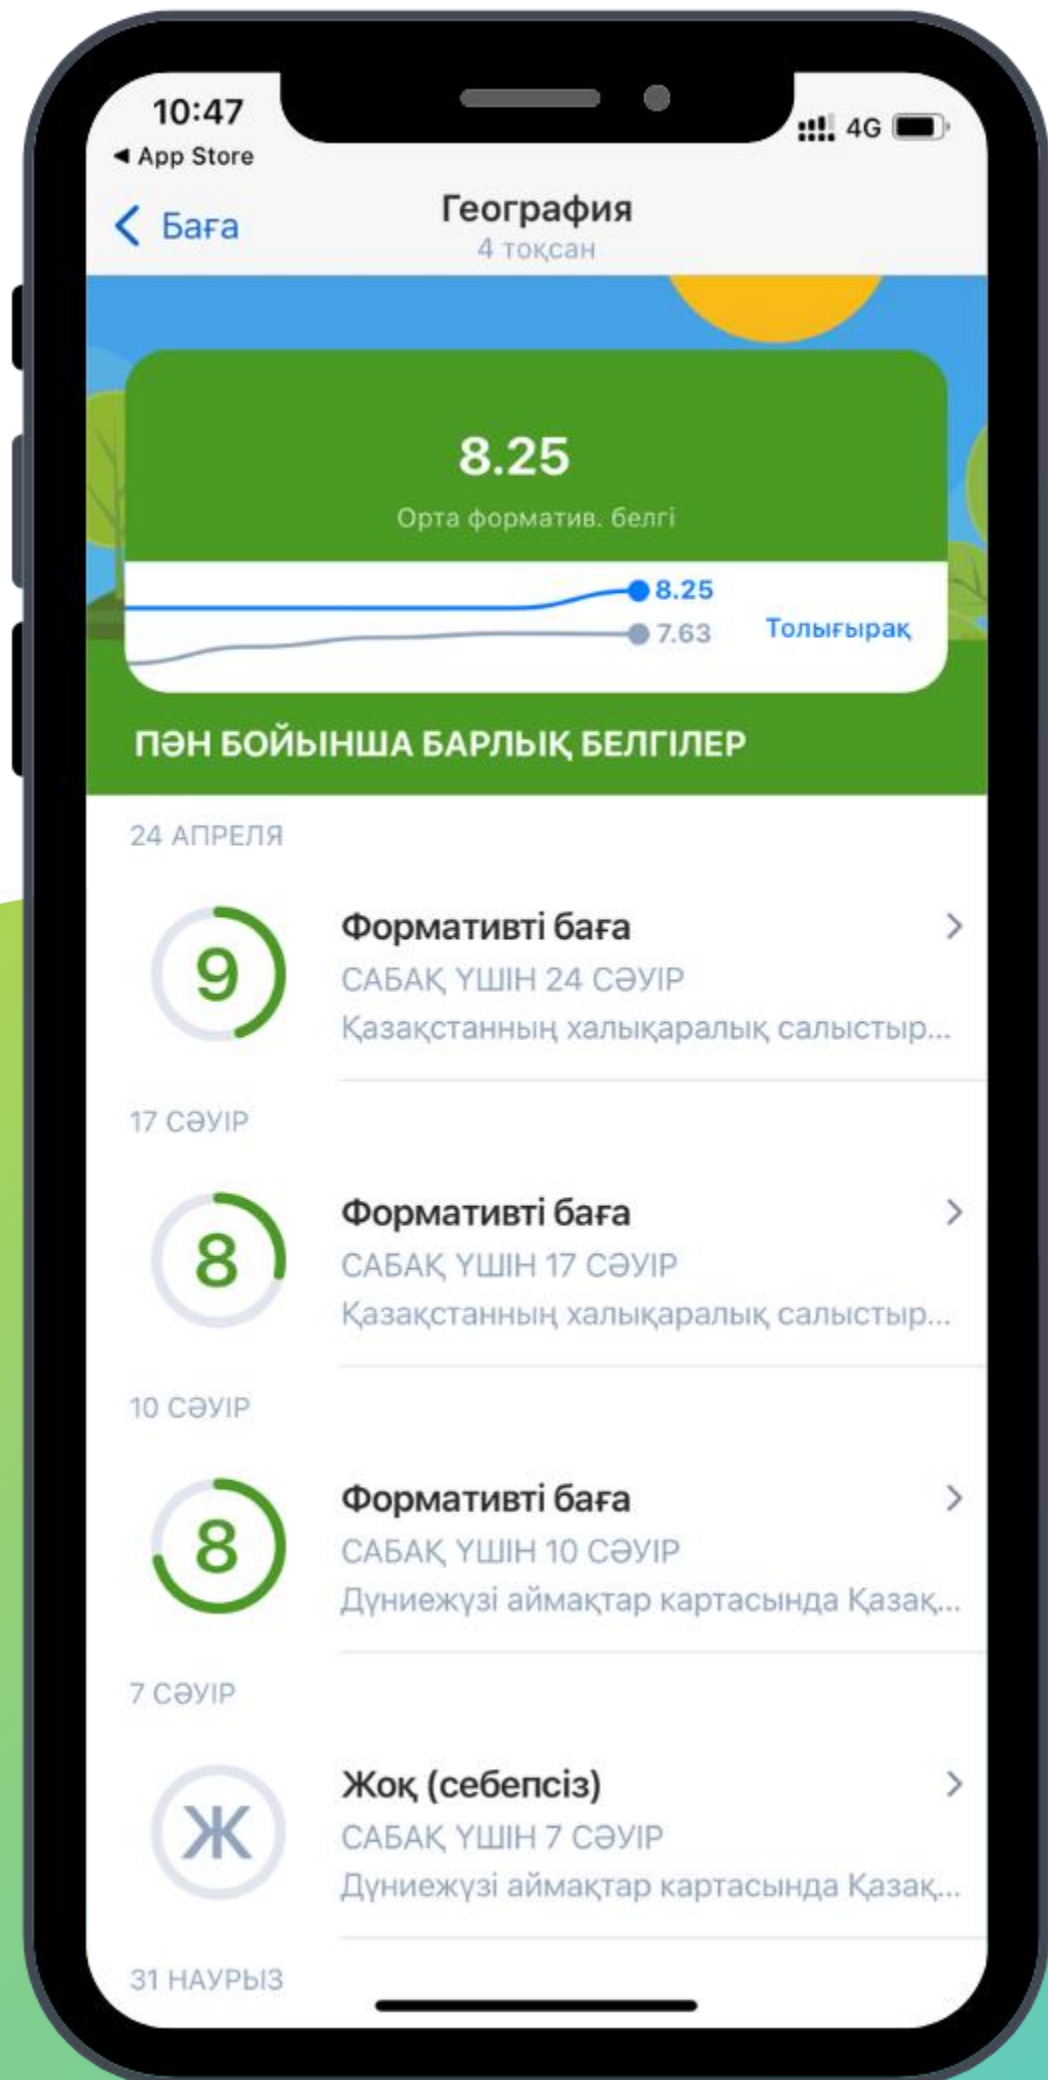 10:47
4G
◀ App Store
Баға
География
4 тоқсан
8.25
Орта форматив. белгі
8.25
7.63
Толығырақ
ПӘН БОЙЫНША БАРЛЫҚ БЕЛГІЛЕР
24 АПРЕЛЯ
9
Формативті баға
САБАҚ ҮШІН 24 СӘУІР
Қазақстанның халықаралық салыстыр...
17 СӘУІР
8
Формативті баға
САБАҚ ҮШІН 17 СӘУІР
Қазақстанның халықаралық салыстыр...
10 СӘУІР
8
Формативті баға
САБАҚ ҮШІН 10 СӘУІР
Дүниежүзі аймақтар картасында Қазақ...
7 СӘУІР
Ж
Жоқ (себепсіз)
САБАҚ ҮШІН 7 СӘУІР
Дүниежүзі аймақтар картасында Қазақ...
31 НАУРЫЗ